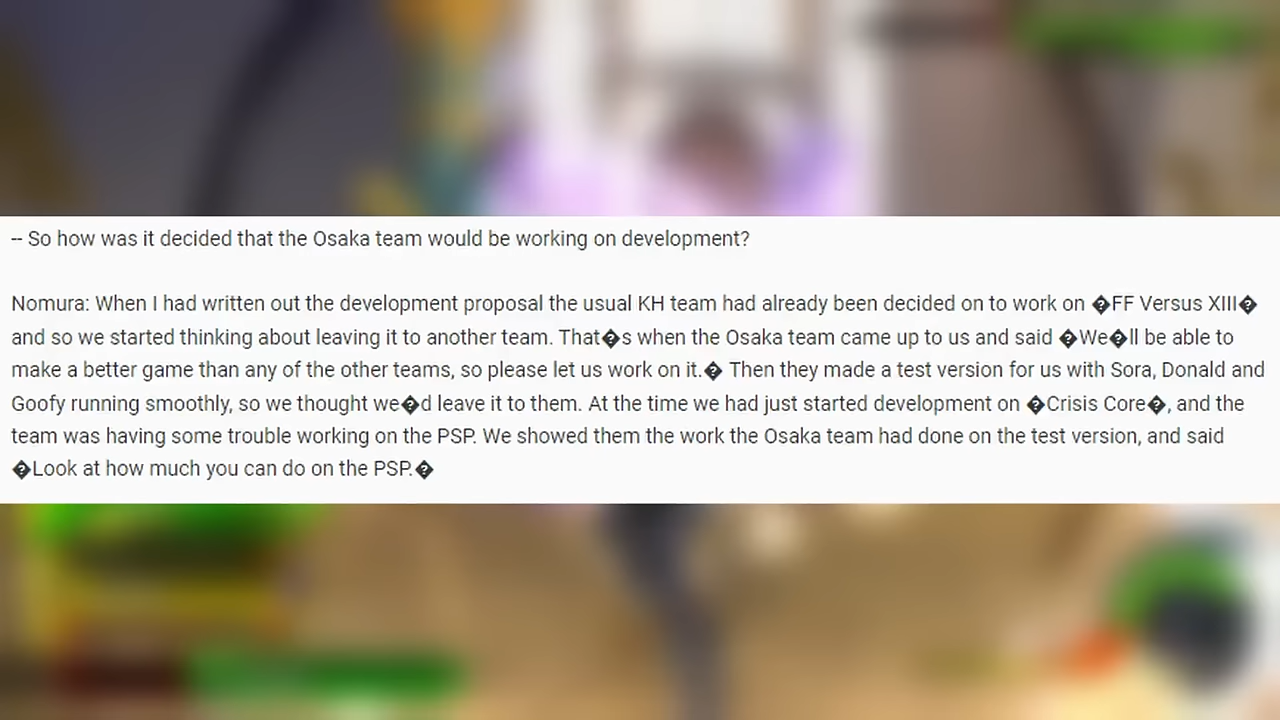 -- So how was it decided that the Osaka team would be working on development?
Nomura: When I had written out the development proposal the usual KH team had already been decided on to work on �FF Versus XIII�
and so we started thinking about leaving it to another team. That�s when the Osaka team came up to us and said �We�ll be able to
make a better game than any of the other teams, so please let us work on it.� Then they made a test version for us with Sora, Donald and
Goofy running smoothly, so we thought we�d leave it to them. At the time we had just started development on �Crisis Core�, and the
team was having some trouble working on the PSP. We showed them the work the Osaka team had done on the test version, and said
�Look at how much you can do on the PSP.�